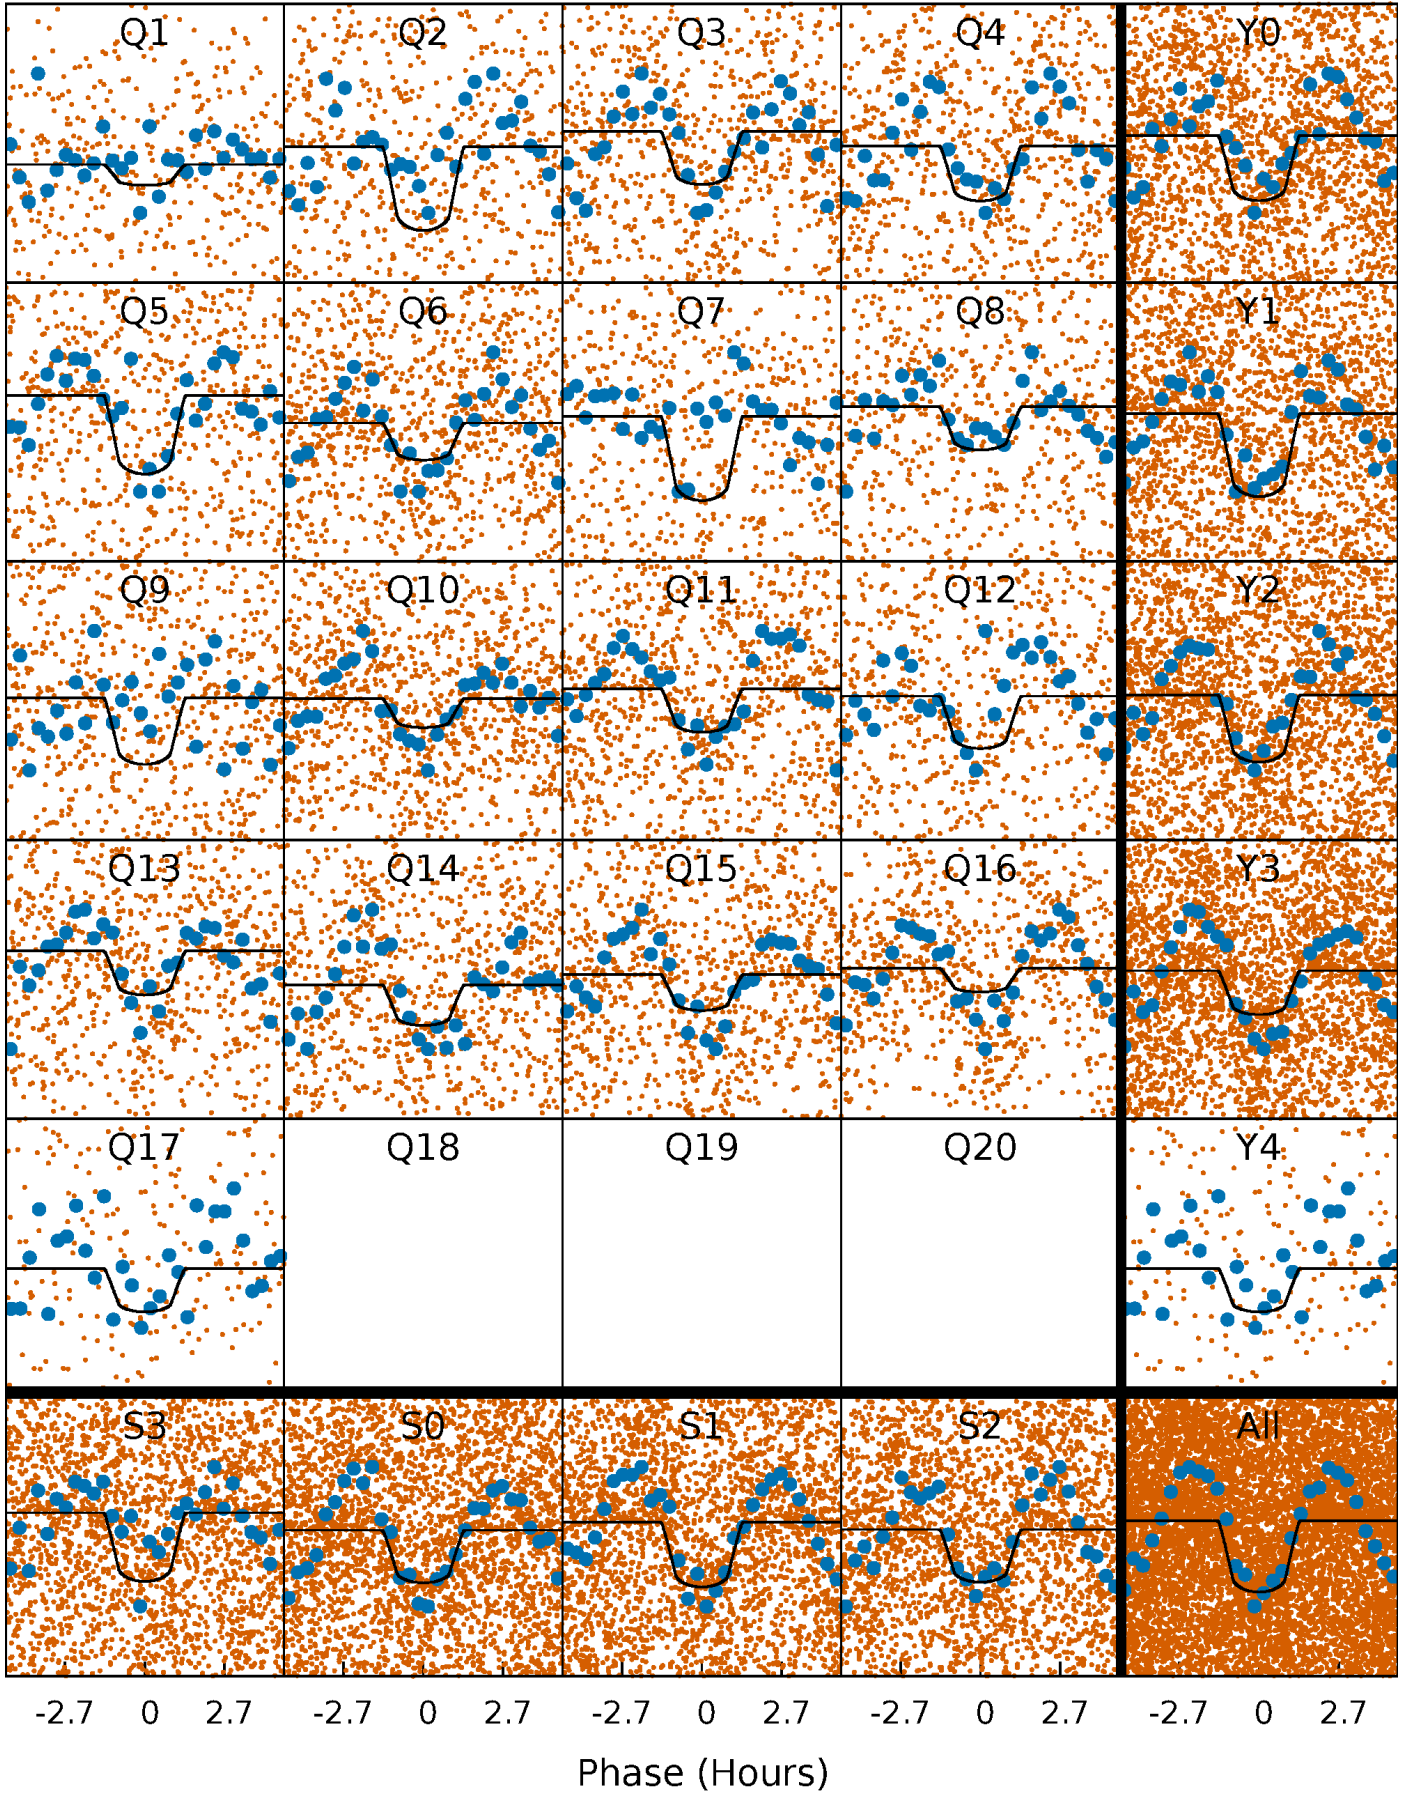 Q1 Q2 Q3 Q4 Y0
Q5 Q6 Q7 Q8 Y1
Q9 Q10 Q11 Q12 Y2
Q13 Q14 Q15 Q16 Y3
Q17 Q18 Q19 Q20 Y4
S3 S0 S1 S2 All
-2.7 0 2.7 -2.7 0 2.7 -2.7 0 2.7 -2.7 0 2.7 -2.7 0 2.7
Phase (Hours)